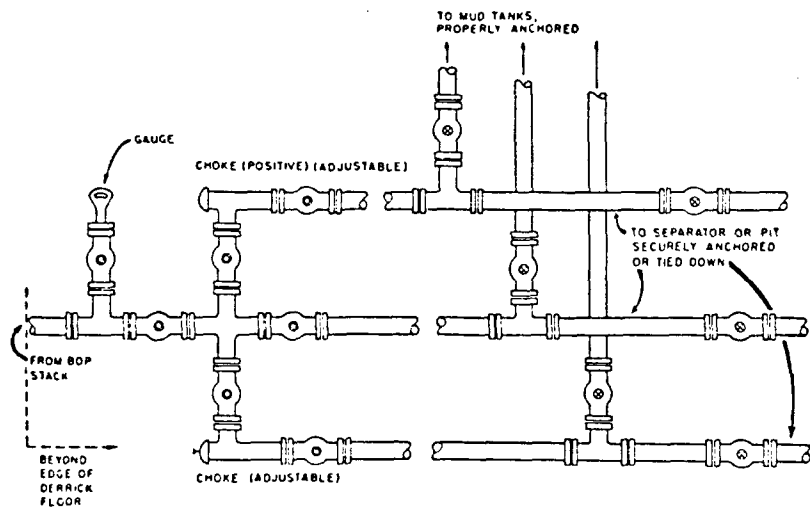 TO MUD TANKS,
PROPERLY ANCHORED
GAUGE
CHOKE (POSITIVE) (ADJUSTABLE)
TO SEPARATOR OR PIT
SECURELY ANCHORED
OR TIED DOWN
FROM BOP
STACK
BEYOND
EDGE OF
DERRICK
FLOOR
CHOKE (ADJUSTABLE)